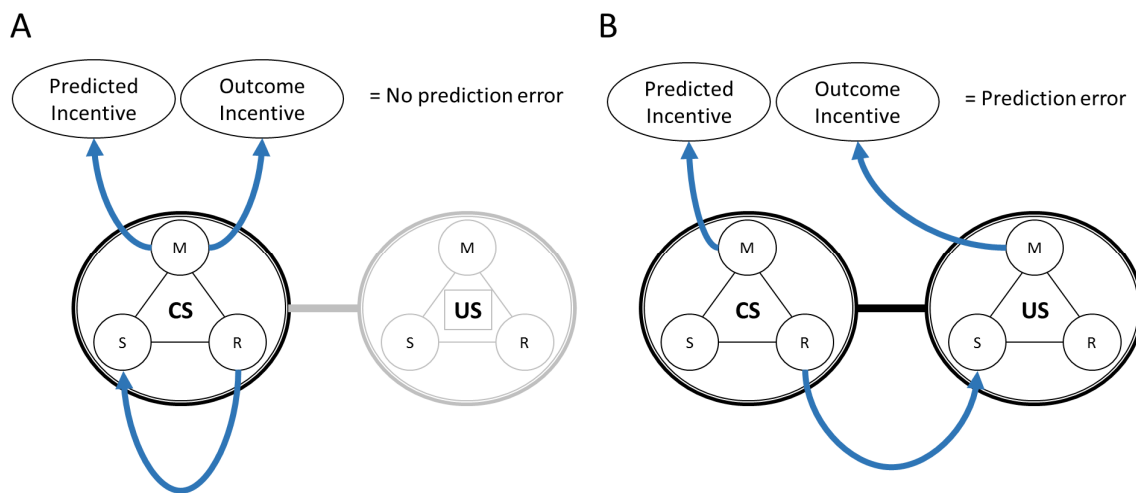 A
Predicted
Incentive
Outcome
Incentive
= No prediction error
M
CS
S
R
M
US
S
R
B
Predicted
Incentive
Outcome
Incentive
= Prediction error
M
CS
S
R
M
US
S
R